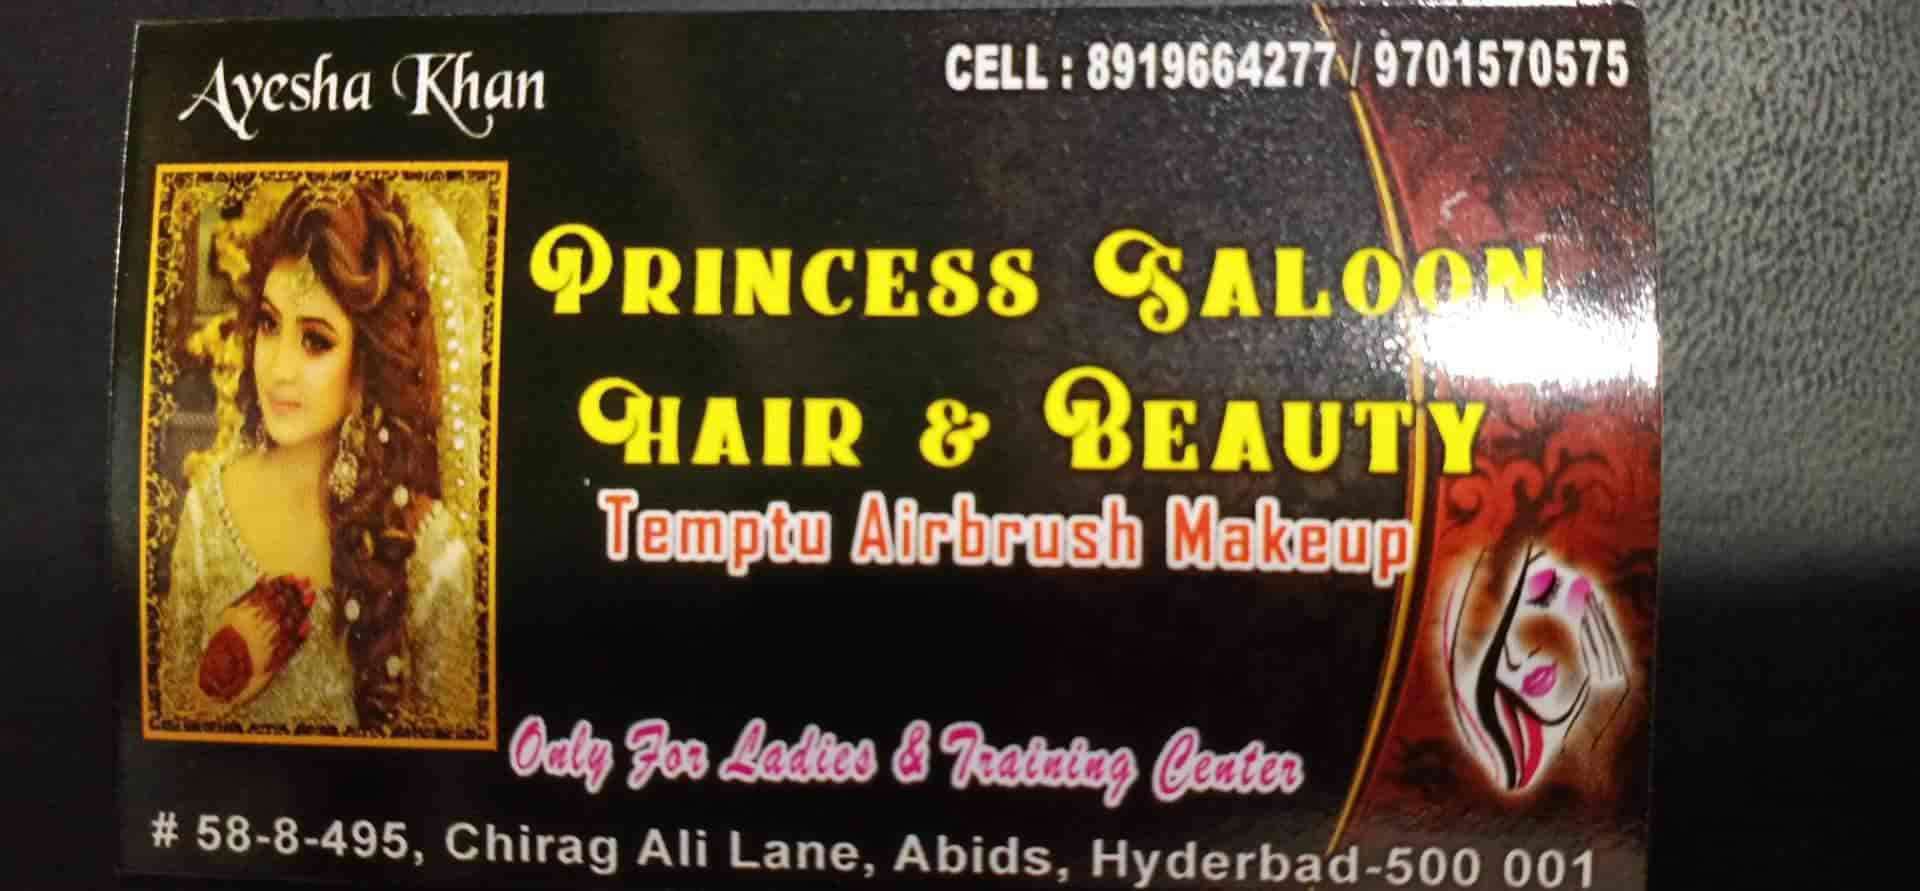 Ayesha Khan
CELL : 8919664277 / 9701570575
PRINCESS SALOON
HAIR & BEAUTY
Temptu Airbrush Makeup
Only For Ladies & Training Center
# 58-8-495, Chirag Ali Lane, Abids, Hyderbad-500 001